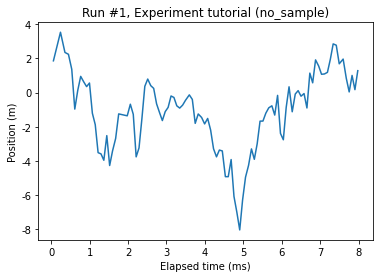 Run #1, Experiment tutorial (no_sample)
Position (m)
4
2
0
-2
-4
-6
-8
0 1 2 3 4 5 6 7 8
Elapsed time (ms)